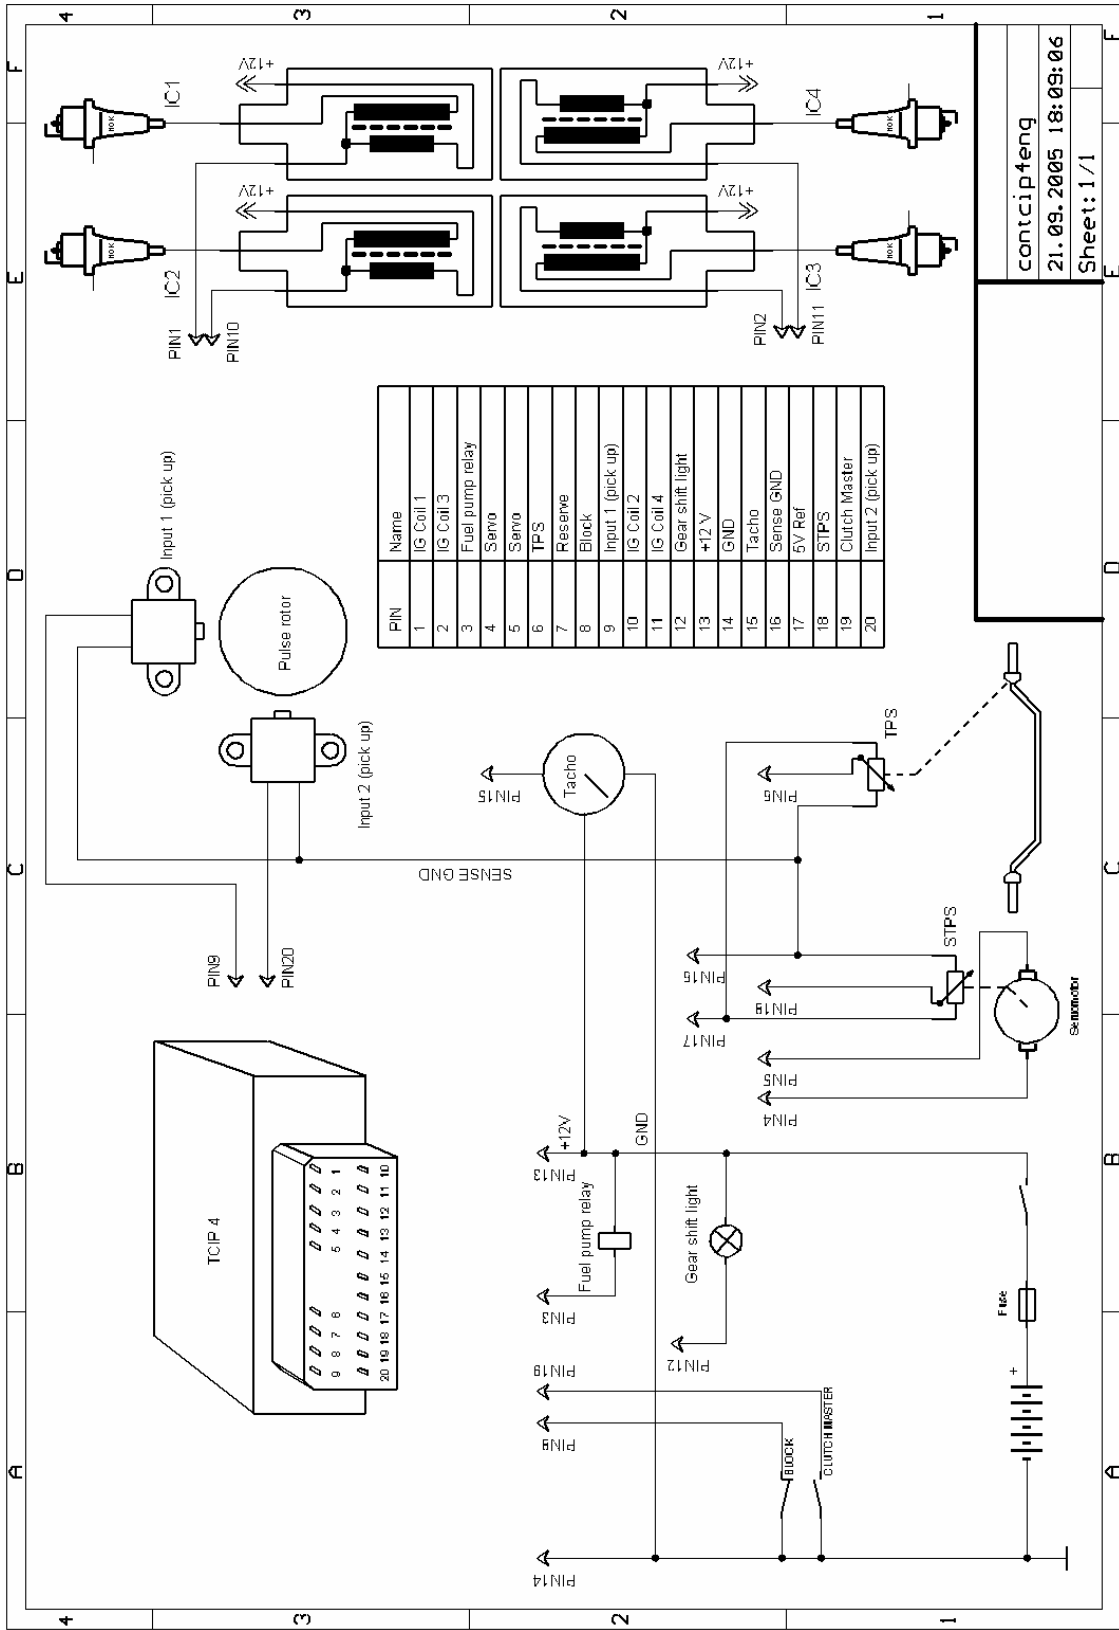 4
3
2
1
F
E
D
C
B
A
F
E
D
C
B
A
4
3
2
1
TCIP 4
9 8 7 6 5 4 3 2 1
20 19 18 17 16 15 14 13 12 11 10
PIN9
PIN20
Input 1 (pick up)
Pulse rotor
Input 2 (pick up)
IC2
IC1
PIN1
PIN10
+12V
+12V
+12V
+12V
NGK
NGK
NGK
NGK
PIN2
PIN11
IC3
IC4
PIN Name
1 IG Coil 1
2 IG Coil 3
3 Fuel pump relay
4 Servo
5 Servo
6 TPS
7 Reserve
8 Block
9 Input 1 (pick up)
10 IG Coil 2
11 IG Coil 4
12 Gear shift light
13 +12 V
14 GND
15 Tacho
16 Sense GND
17 5V Ref
18 STPS
19 Clutch Master
20 Input 2 (pick up)
SENSE GND
PIN15
Tacho
PIN14
PIN8
PIN19
PIN3
PIN13
+12V
Fuel pump relay
GND
PIN12
Gear shift light
PIN17
PIN16
PIN4
PIN5
PIN18
PIN6
BLOCK
CLUTCH MASTER
TPS
STPS
+
Fuse
Servomotor
contcip4eng
21.09.2005 18:09:06
Sheet: 1/1